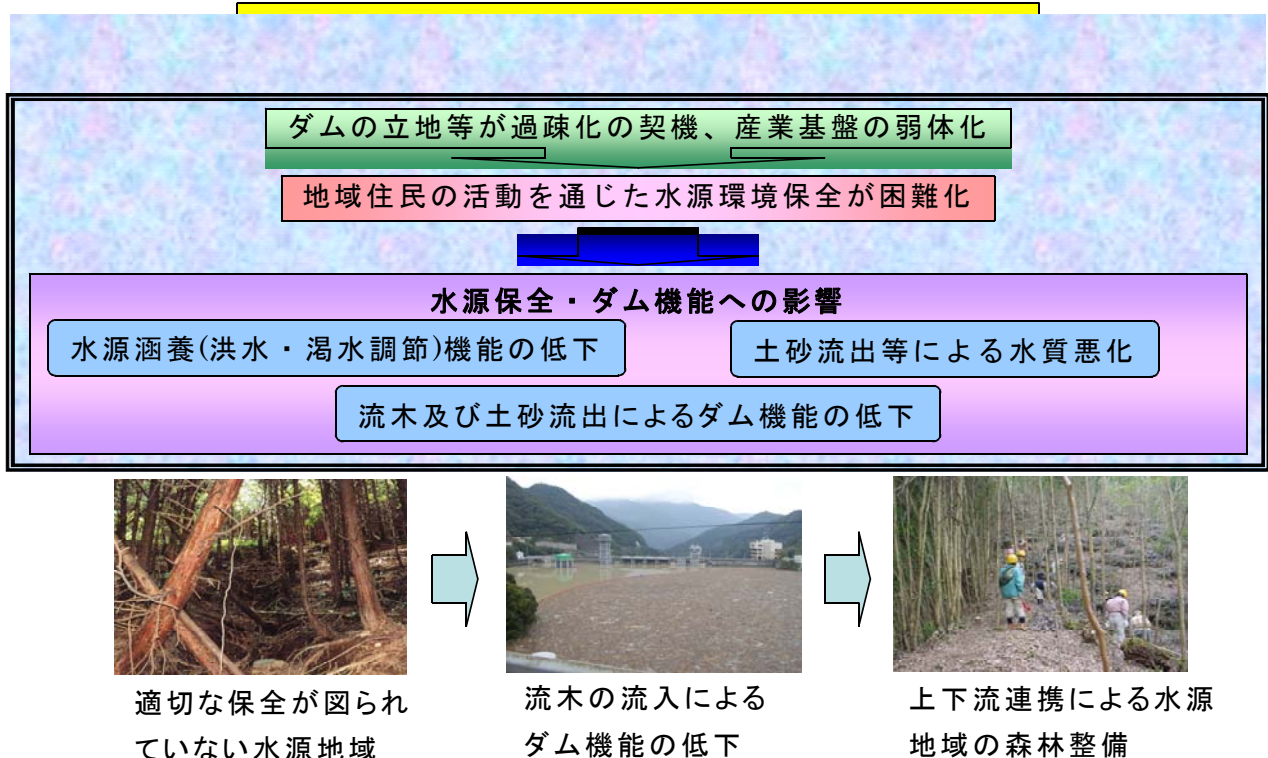 ダムの立地等が過疎化の契機、産業基盤の弱体化
地域住民の活動を通じた水源環境保全が困難化
水源保全・ダム機能への影響
水源涵養(洪水・渇水調節)機能の低下
土砂流出等による水質悪化
流木及び土砂流出によるダム機能の低下
適切な保全が図られ
ていない水源地域
流木の流入による
ダム機能の低下
上下流連携による水源
地域の森林整備